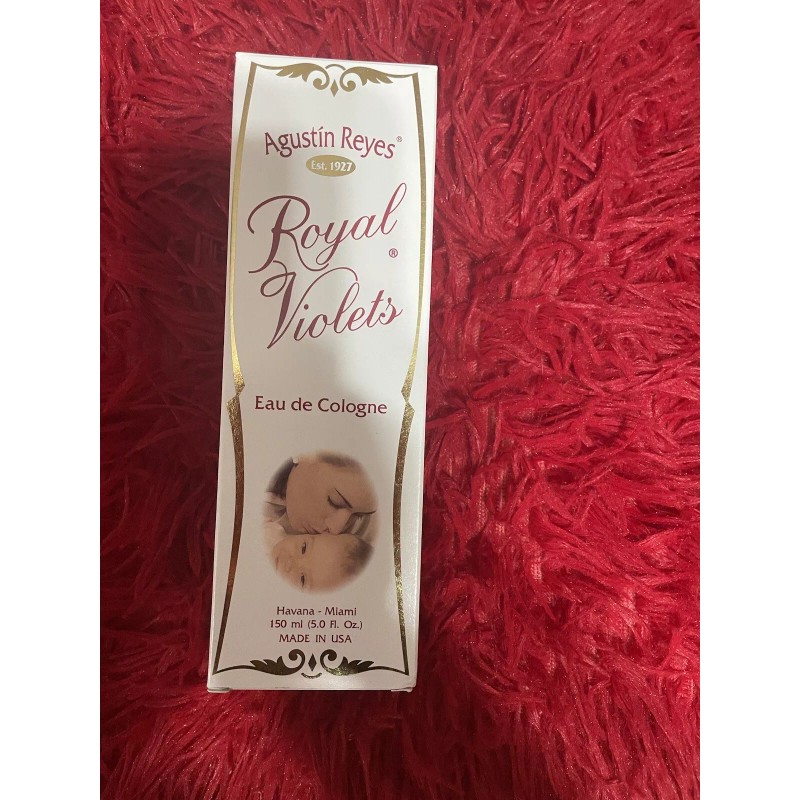 Agustín Reyes®
Est. 1927
Royal
Violets®
Eau de Cologne
Havana - Miami
150 ml (5.0 Fl. Oz.)
MADE IN USA